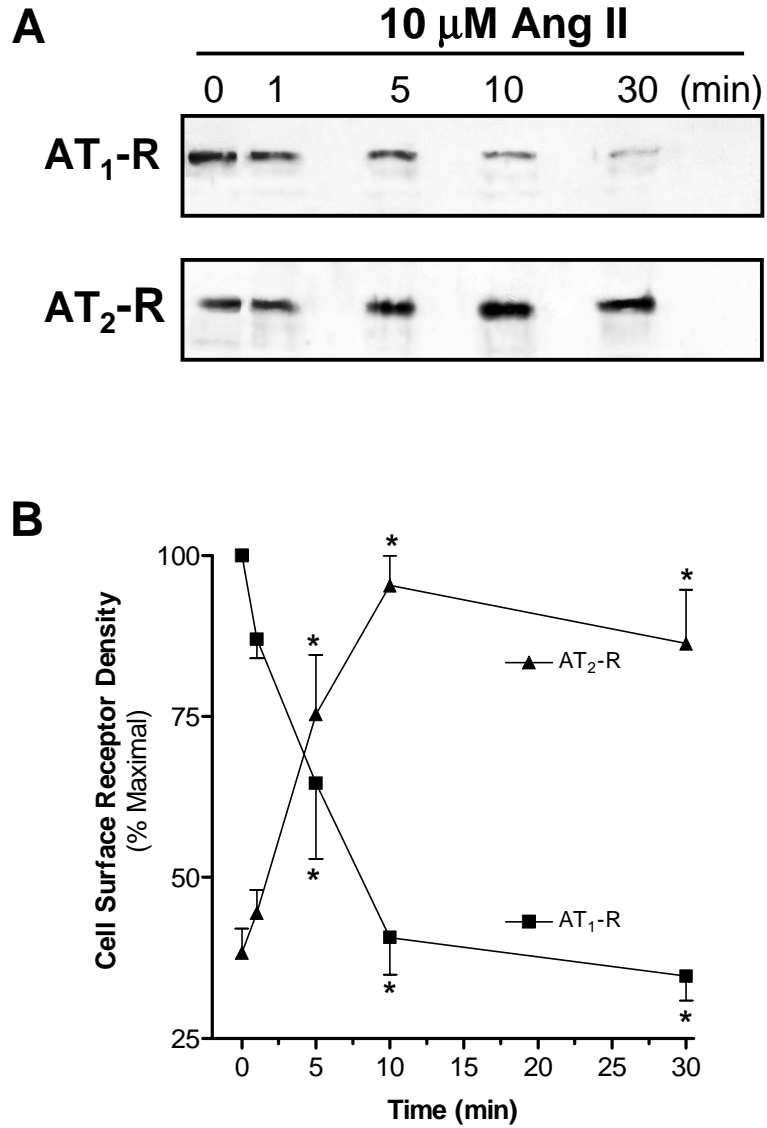 A
10 μM Ang II
0 1 5 10 30 (min)
AT₁-R
AT₂-R
B
Cell Surface Receptor Density
(% Maximal)
100
75
50
25
*
*
*
*
*
*
AT₂-R
AT₁-R
0 5 10 15 20 25 30
Time (min)